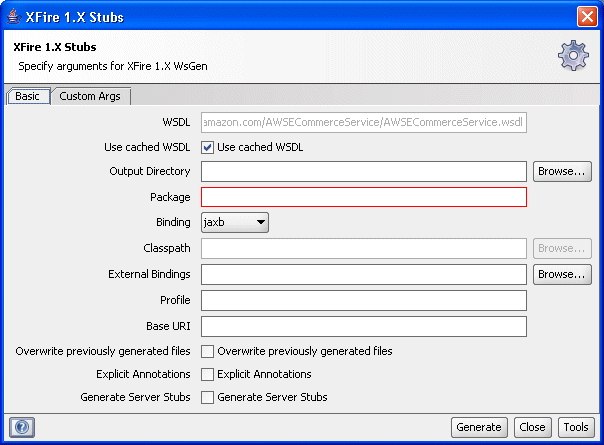 XFire 1.X Stubs
XFire 1.X Stubs
Specify arguments for XFire 1.X WsGen
Basic Custom Args
WSDL amazon.com/AWSECommerceService/AWSECommerceService.wsdl
Use cached WSDL Use cached WSDL
Output Directory Browse...
Package
Binding jaxb
Classpath Browse...
External Bindings Browse...
Profile
Base URI
Overwrite previously generated files Overwrite previously generated files
Explicit Annotations Explicit Annotations
Generate Server Stubs Generate Server Stubs
? Generate Close Tools